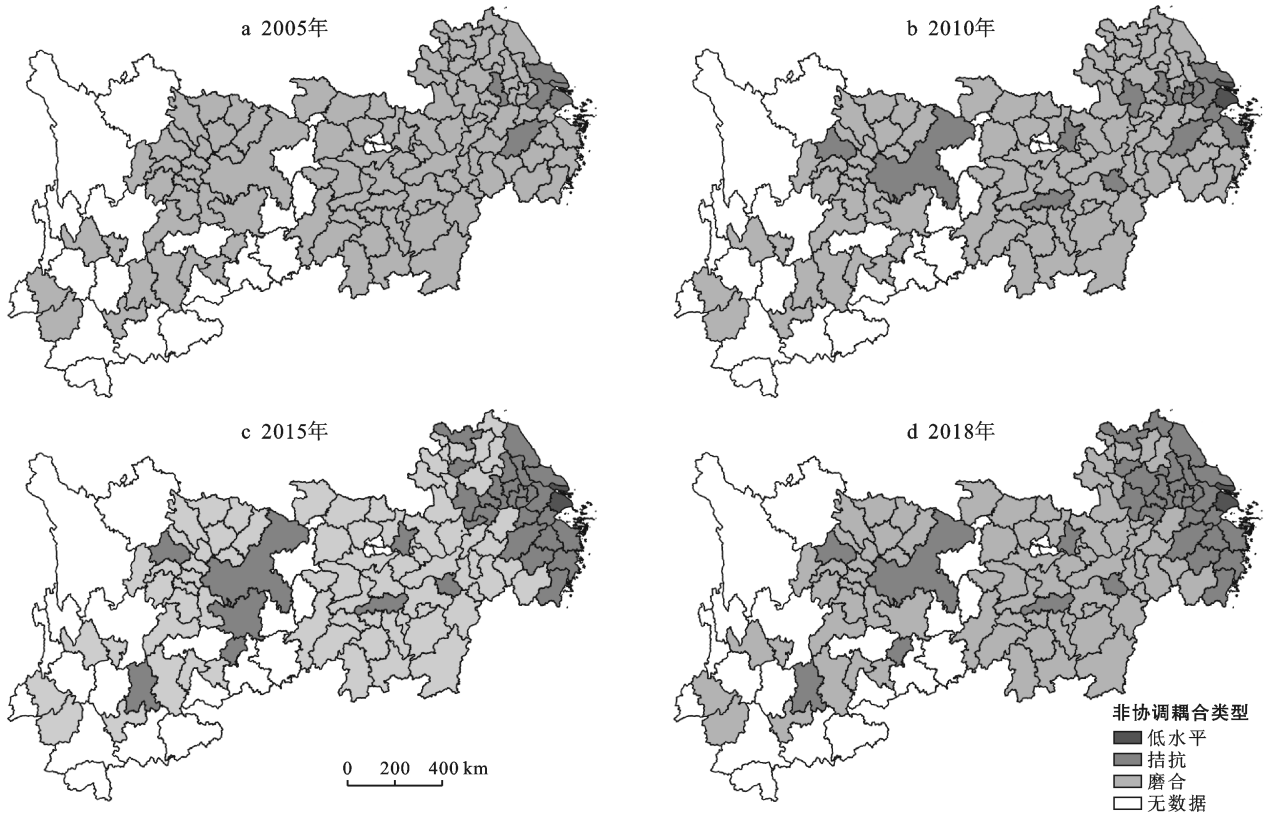 a 2005年
b 2010年
c 2015年
d 2018年
0 200 400 km
非协调耦合类型
低水平
拮抗
磨合
无数据